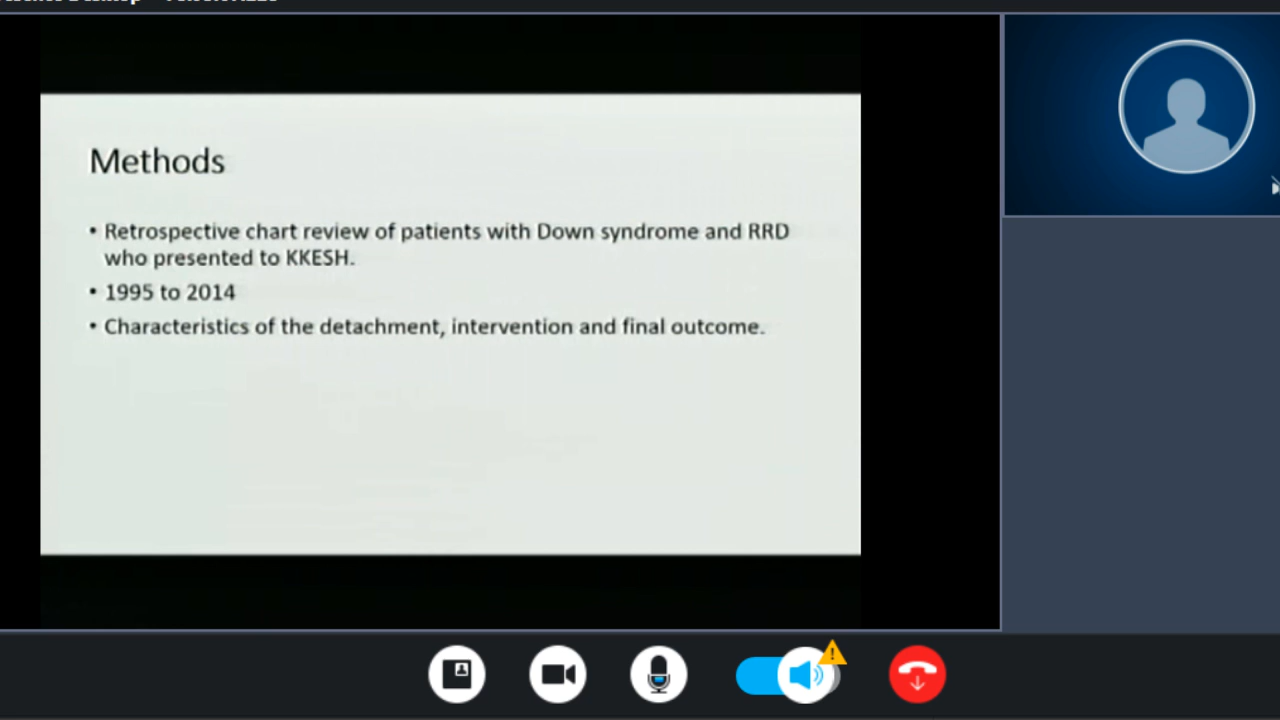 Methods
• Retrospective chart review of patients with Down syndrome and RRD
who presented to KKESH.
• 1995 to 2014
• Characteristics of the detachment, intervention and final outcome.